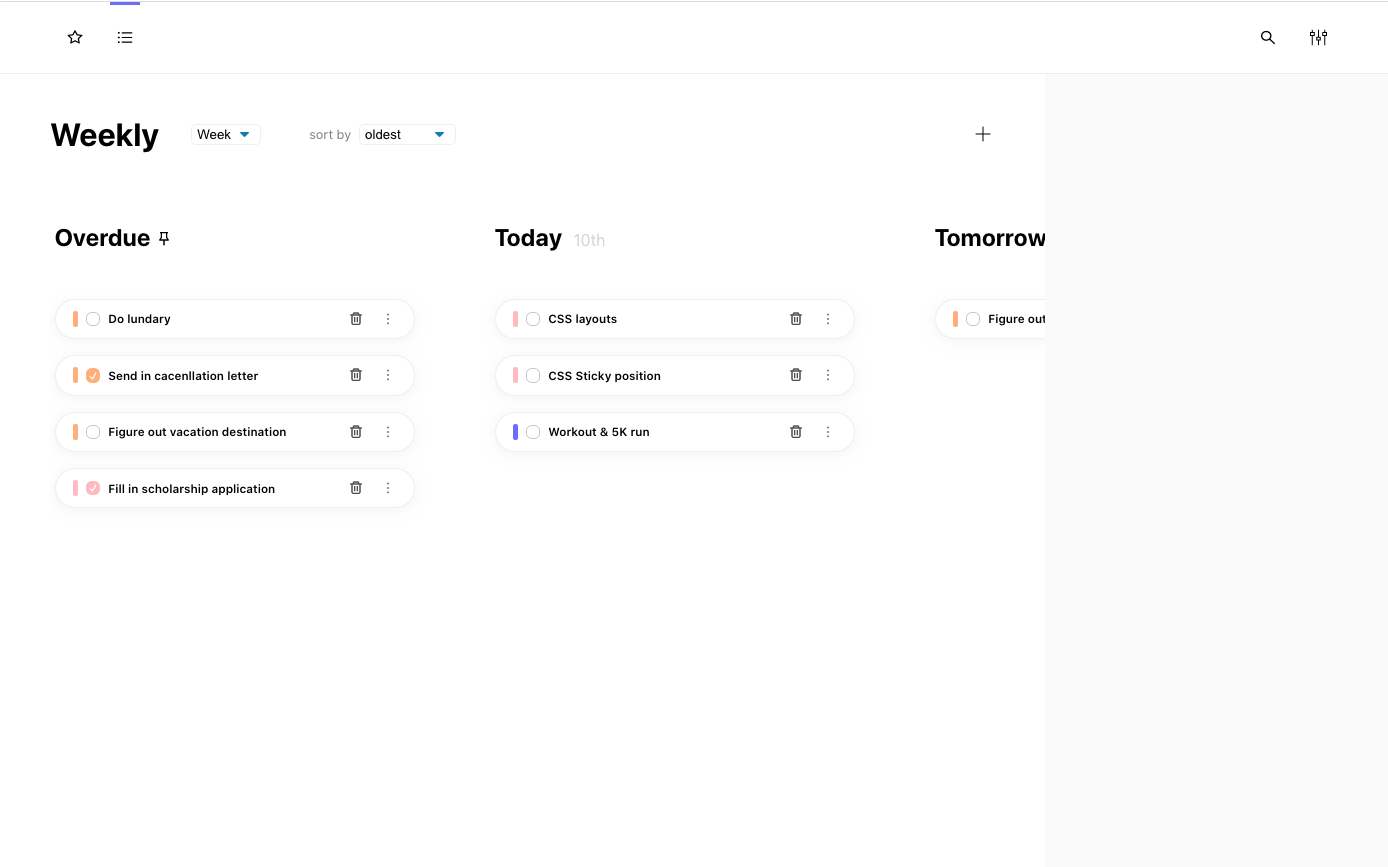 Weekly
Week
sort by oldest
Overdue
Do lundary
Send in cacenllation letter
Figure out vacation destination
Fill in scholarship application
Today 10th
CSS layouts
CSS Sticky position
Workout & 5K run
Tomorrow
Figure out